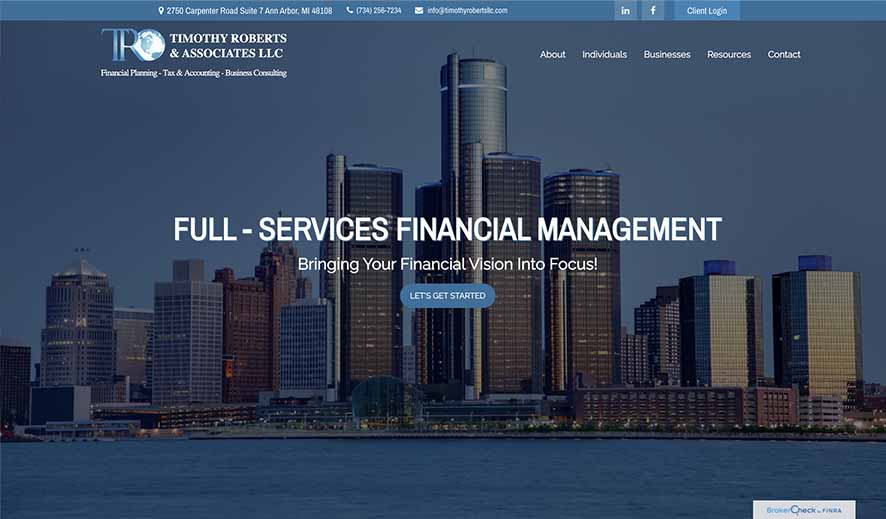 2750 Carpenter Road Suite 7 Ann Arbor, MI 48108 (734) 256-7234 info@timothyrobertsllc.com in f Client Login
TR TIMOTHY ROBERTS
& ASSOCIATES LLC
Financial Planning - Tax & Accounting - Business Consulting
About Individuals Businesses Resources Contact
FULL - SERVICES FINANCIAL MANAGEMENT
Bringing Your Financial Vision Into Focus!
LET'S GET STARTED
BrokerCheck by FINRA